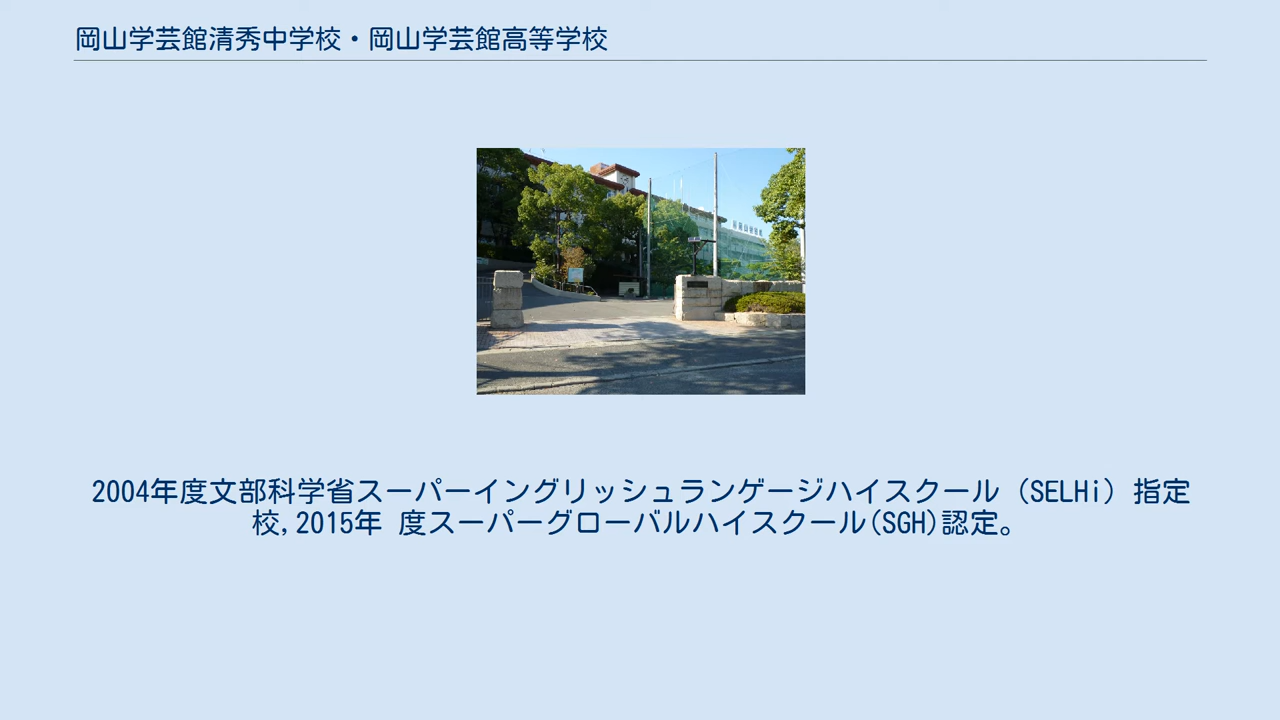 岡山学芸館清秀中学校・岡山学芸館高等学校
2004年度文部科学省スーパーイングリッシュランゲージハイスクール（SELHi）指定
校,2015年 度スーパーグローバルハイスクール(SGH)認定。